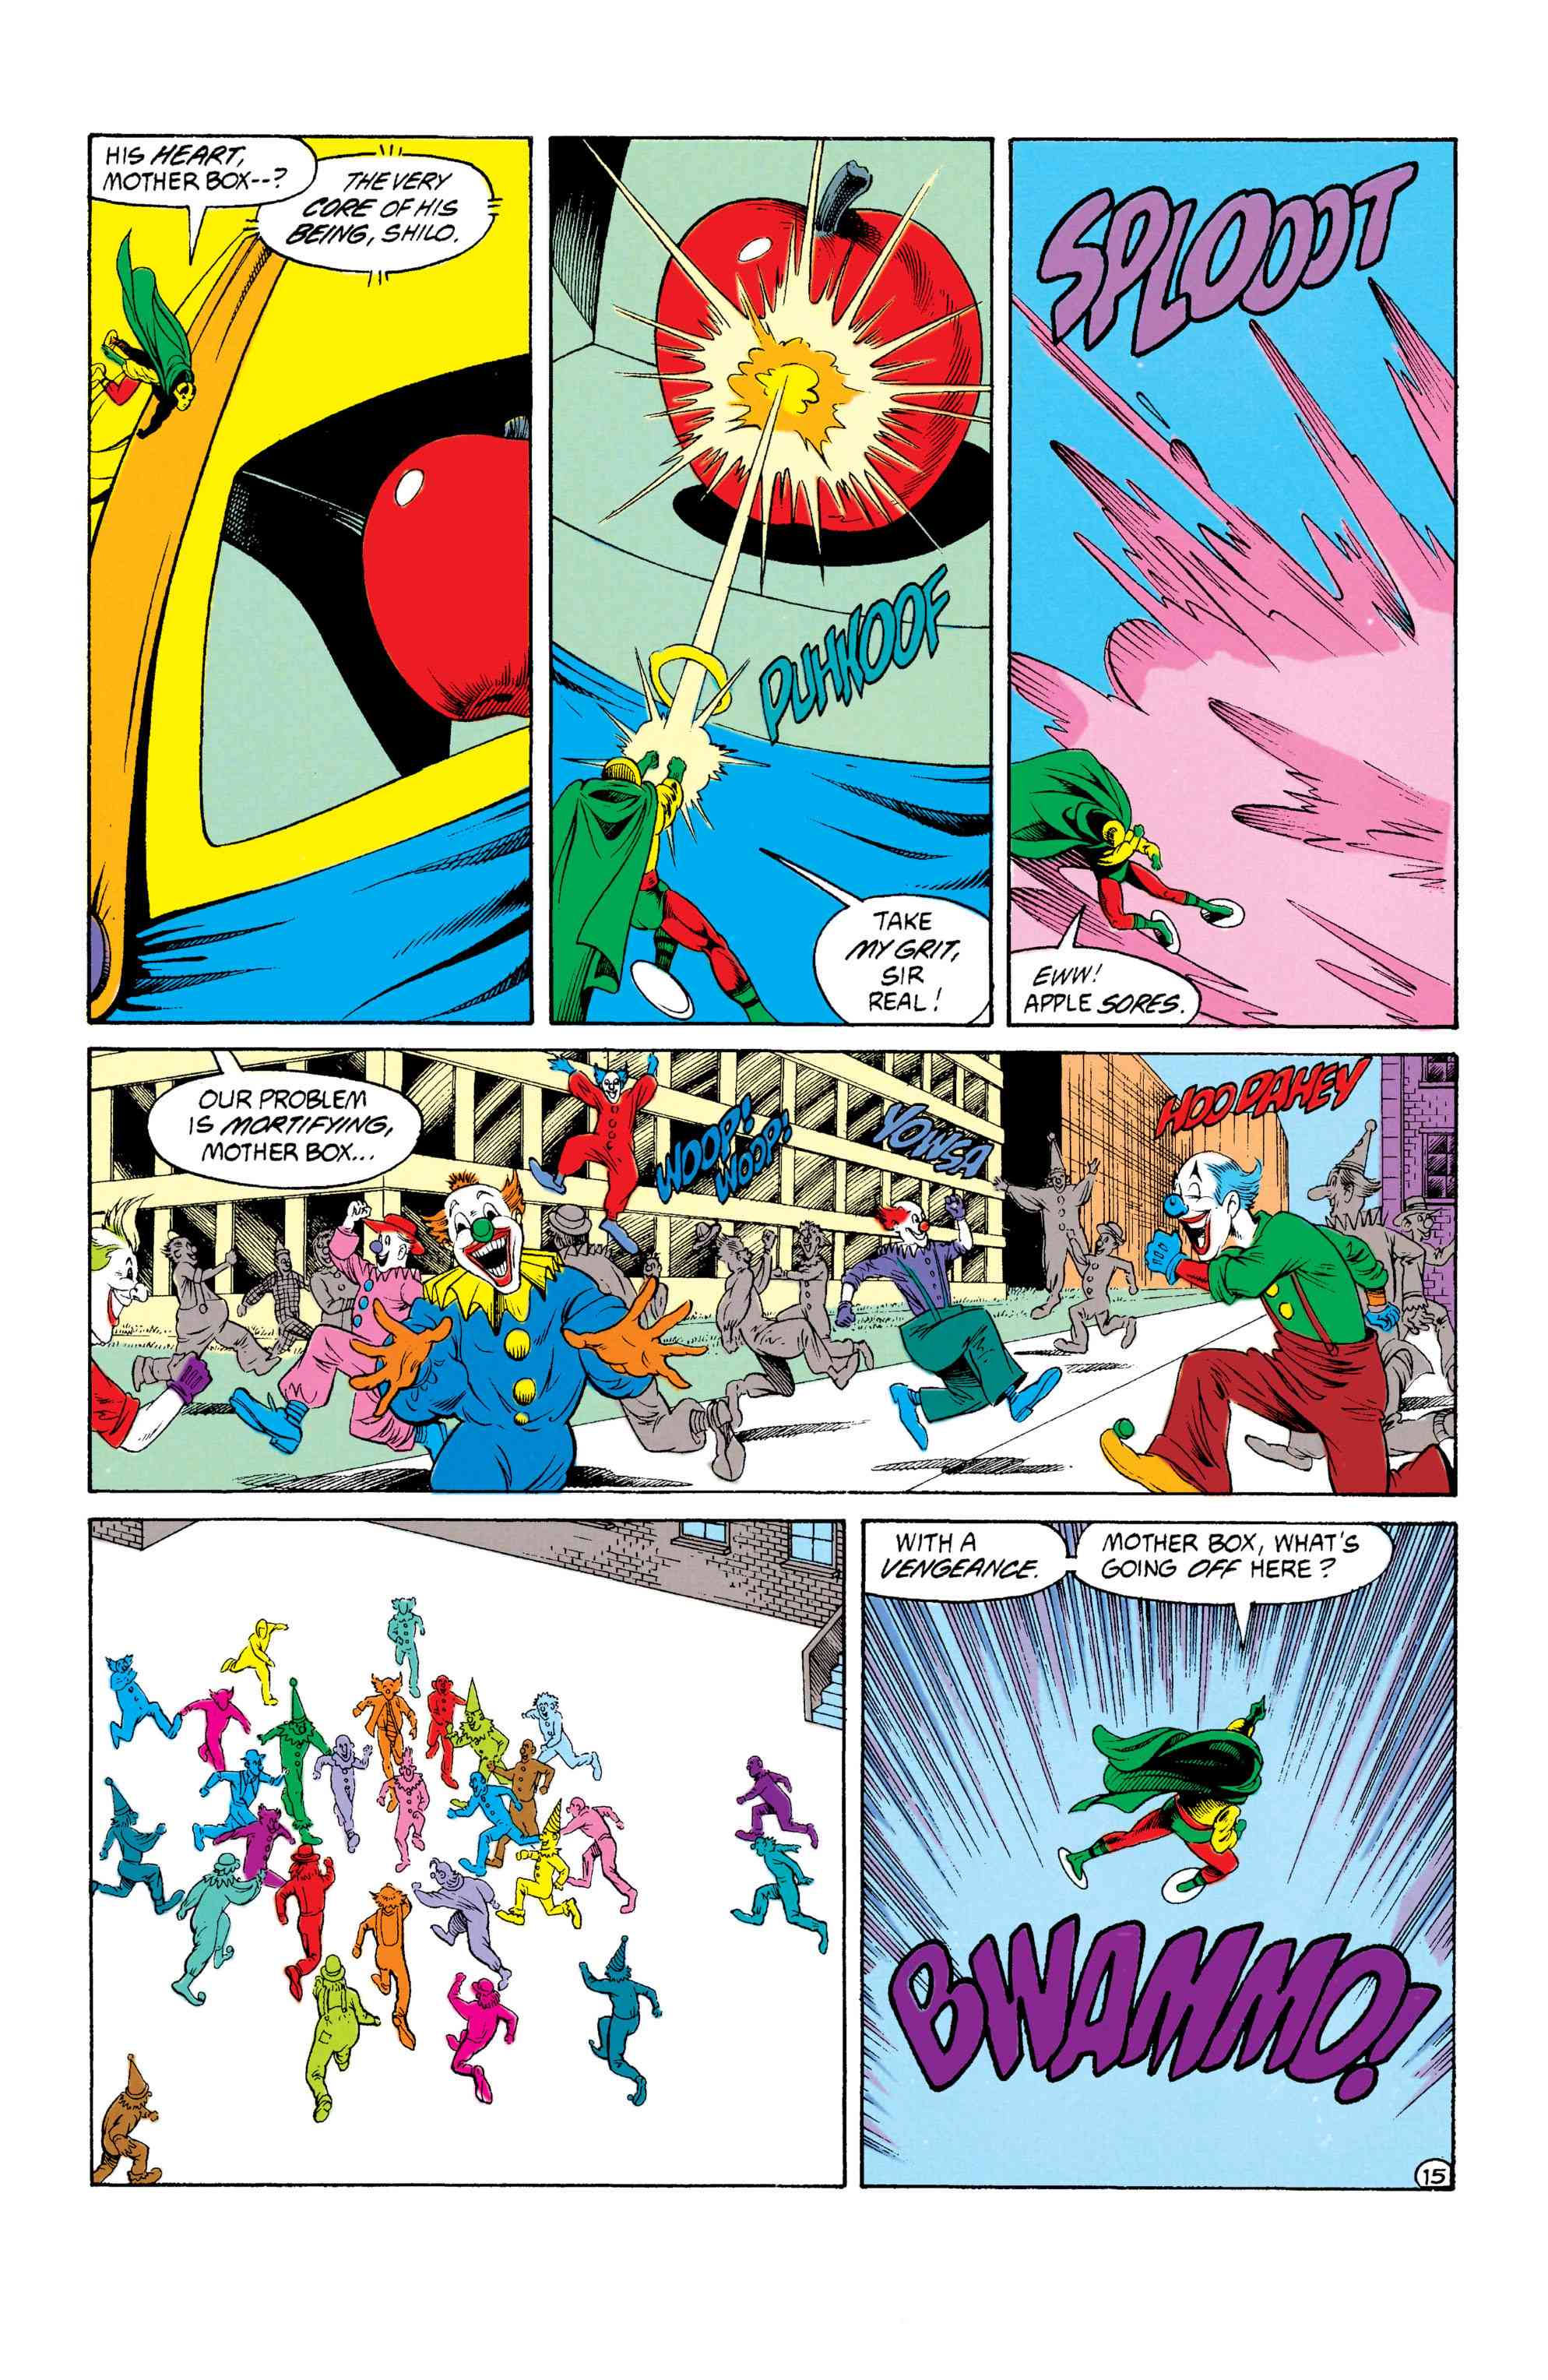 HIS HEART,
MOTHER BOX--?
THE VERY
CORE OF HIS
BEING, SHILO.
PUHKOOF
TAKE
MY GRIT,
SIR
REAL!
SPLOOOT
EWW!
APPLE SORES.
OUR PROBLEM
IS MORTIFYING,
MOTHER BOX...
WOOP!
WOOP!
YOWSA
HOO DAHEY
WITH A
VENGEANCE.
MOTHER BOX, WHAT'S
GOING OFF HERE?
BWAMMO!
15